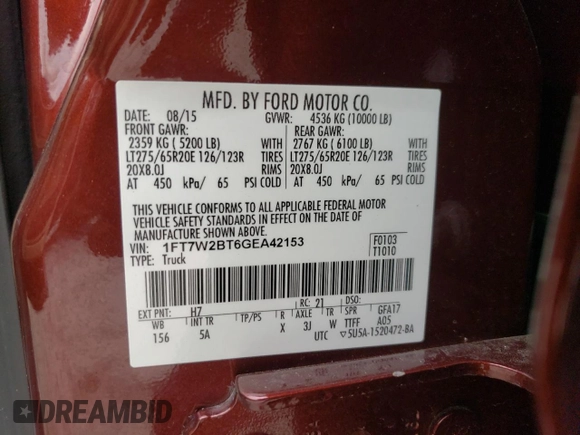 MFD. BY FORD MOTOR CO.
DATE: 08/15 GVWR: 4536 KG (10000 LB)
FRONT GAWR: REAR GAWR:
2359 KG ( 5200 LB) 2767 KG ( 6100 LB)
LT275/65R20E 126/123R TIRES LT275/65R20E 126/123R TIRES
20X8.0J RIMS 20X8.0J RIMS
AT 450 kPa/ 65 PSI COLD AT 450 kPa/ 65 PSI COLD
THIS VEHICLE CONFORMS TO ALL APPLICABLE FEDERAL MOTOR
VEHICLE SAFETY STANDARDS IN EFFECT ON THE DATE OF
MANUFACTURE SHOWN ABOVE.
VIN: 1FT7W2BT6GEA42153 F0103
TYPE: Truck T1010
EXT PNT: H7 RC: 21 DSO:
WB INT TR TP/PS R AXLE TR SPR GFA17
156 5A X 3J W TTFF A05
UTC ▽5U5A-1520472-BA
DREAMBID